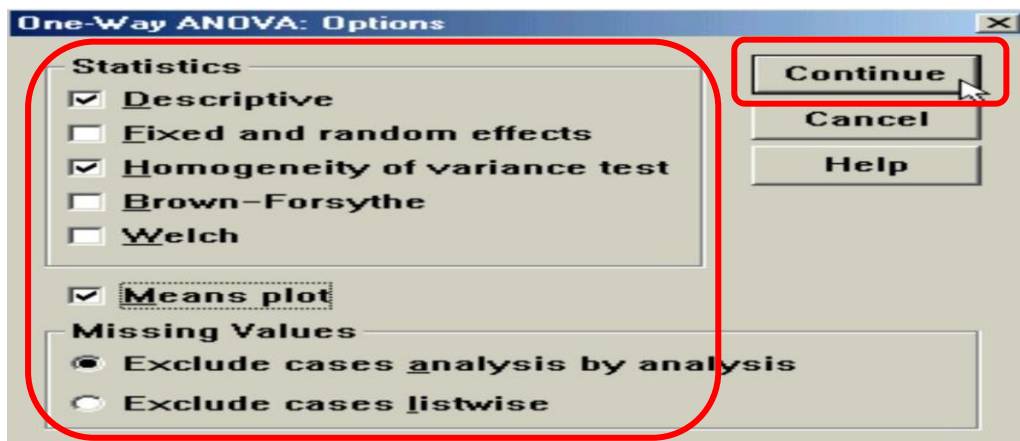 One-Way ANOVA: Options
Statistics
Descriptive
Fixed and random effects
Homogeneity of variance test
Brown-Forsythe
Welch
Means plot
Missing Values
Exclude cases analysis by analysis
Exclude cases listwise
Continue
Cancel
Help